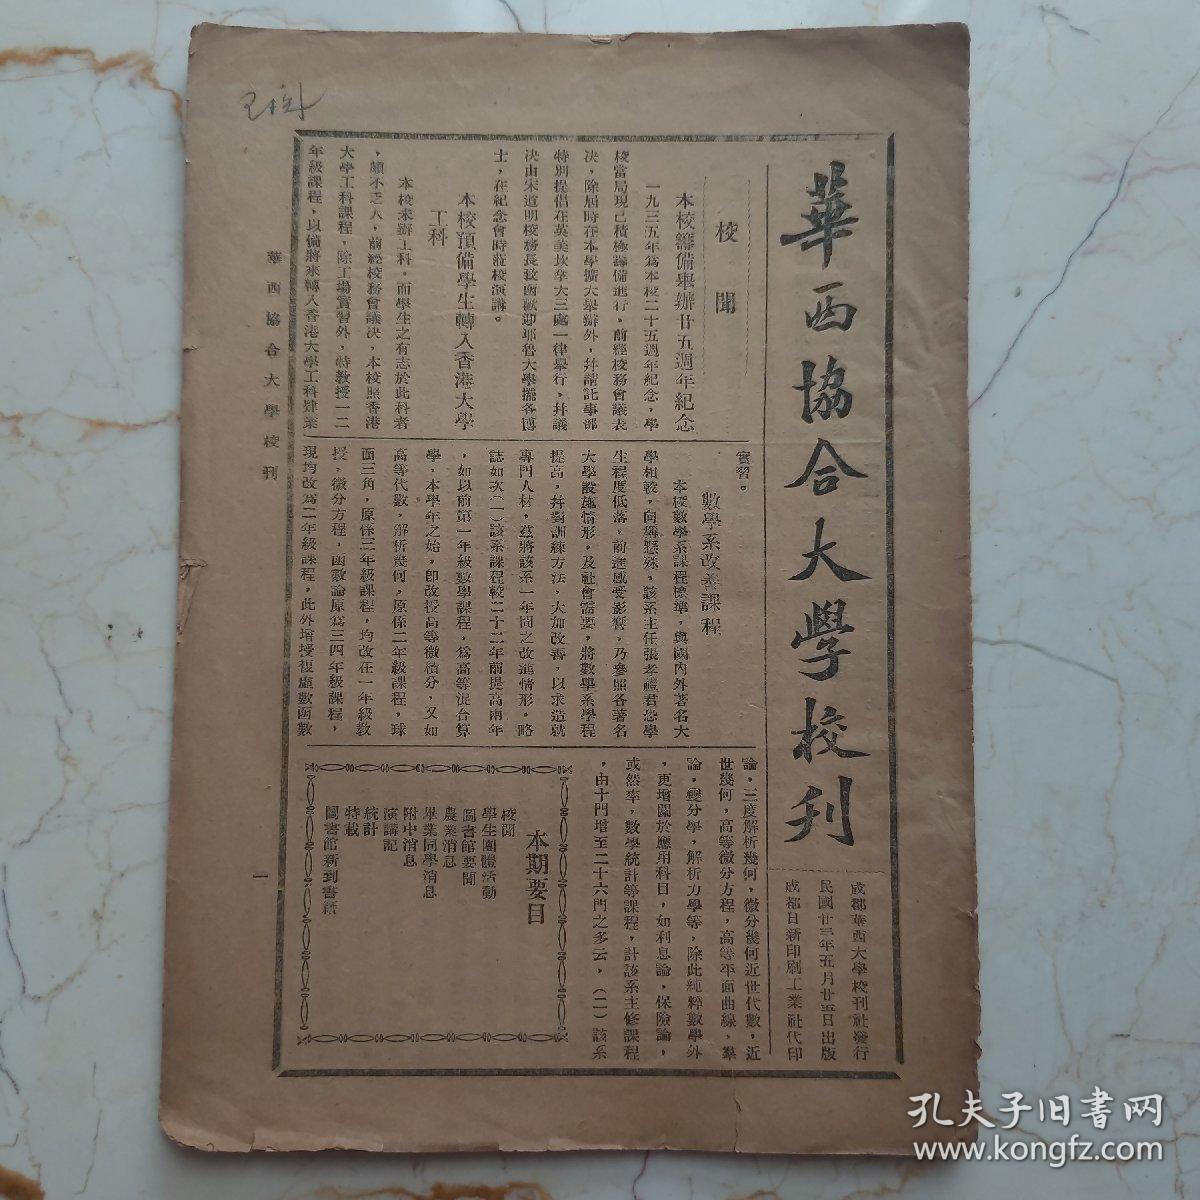 華西協合大學校刊
成都華西大學校刊社發行
民國廿三年五月廿五日出版
成都日新印刷工業社代印
校聞
本校籌備舉辦廿五週年紀念
一九三五年為本校二十五週年紀念，學
校當局現已積極籌備進行，前經校務會議表
決，除屆時在本學擴大舉辦外，幷請託事部
特別提倡在英美坎拿大三處一律舉行，幷議
決由宋道明校務長致函歡迎耶魯大學擺各博
士，在紀念會時蒞校演講。
本校預備學生轉入香港大學
工科
本校未辦工科，而學生之有志於此科者
，頗不乏人，前經校務會議決，本校照香港
大學工科課程，除工場實習外，特教授一二
年級課程，以備將來轉入香港大學工科肄業
實習。
數學系改善課程
本校數學系課程標準，與國內外著名大
學相較，向稱懸殊，該系主任張孝禮君恐學
生程度低落，前進感受影響，乃參照各著名
大學設施情形，及社會需要，將數學系學程
提高，幷對訓練方法，大加改善，以求造就
專門人材，茲將該系一年間之改進情形，略
誌如次（一）該系課程較二十二年前提高兩年
，如以前第一年級數學課程，為高等混合算
學，本學年之始，卽改授高等微積分，又如
高等代數，解析幾何，原係二年級課程，球
面三角，原係三年級課程，均改在一年級敎
授，微分方程，函數論原為三四年級課程，
現均改為二年級課程，此外增授複虛數函數
論，三度解析幾何，微分幾何近世代數，近
世幾何，高等微分方程，高等平面曲線，羣
論，變分學，解析力學等，除此純粹數學外
，更增關於應用科目，如利息論，保險論，
或然率，數學統計等課程，計該系主修課程
，由十門增至二十六門之多云，（二）該系
本期要目
校聞
學生團體活動
圖書館要聞
農業消息
畢業同學消息
附中消息
演講記
統計
特載
圖書館新到書籍
華西協合大學校刊
一
孔夫子旧书网
www.kongfz.com